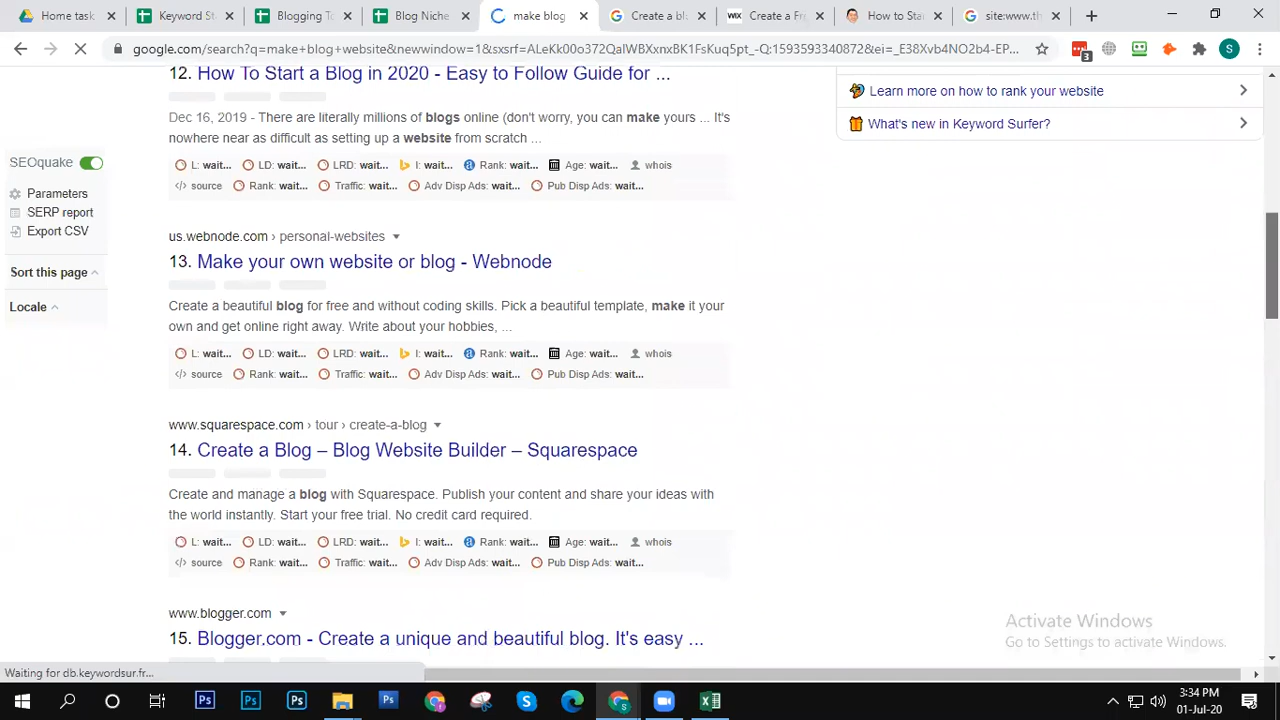 Home task
Keyword St
Blogging To
Blog Niche
make blog
Create a bl
Create a Fr
How to Sta
site:www.th
google.com/search?q=make+blog+website&newwindow=1&sxsrf=ALeKk00o372QalWBXxnxBK1FsKuq5pt_-Q:1593593340872&ei=_E38Xvb4NO2b4-EP...
3
S
12. How To Start a Blog in 2020 - Easy to Follow Guide for ...
Learn more on how to rank your website
Dec 16, 2019 - There are literally millions of blogs online (don't worry, you can make yours ... It's
What's new in Keyword Surfer?
nowhere near as difficult as setting up a website from scratch ...
SEOquake
L: wait... LD: wait... LRD: wait... I: wait... Rank: wait... Age: wait... whois
source Rank: wait... Traffic: wait... Adv Disp Ads: wait... Pub Disp Ads: wait...
Parameters
SERP report
Export CSV
us.webnode.com › personal-websites
13. Make your own website or blog - Webnode
Sort this page
Locale
Create a beautiful blog for free and without coding skills. Pick a beautiful template, make it your
own and get online right away. Write about your hobbies, ...
L: wait... LD: wait... LRD: wait... I: wait... Rank: wait... Age: wait... whois
source Rank: wait... Traffic: wait... Adv Disp Ads: wait... Pub Disp Ads: wait...
www.squarespace.com › tour › create-a-blog
14. Create a Blog – Blog Website Builder – Squarespace
Create and manage a blog with Squarespace. Publish your content and share your ideas with
the world instantly. Start your free trial. No credit card required.
L: wait... LD: wait... LRD: wait... I: wait... Rank: wait... Age: wait... whois
source Rank: wait... Traffic: wait... Adv Disp Ads: wait... Pub Disp Ads: wait...
www.blogger.com
15. Blogger.com - Create a unique and beautiful blog. It's easy ...
Activate Windows
Go to Settings to activate Windows.
Waiting for db.keywordsur.fr...
3:34 PM
01-Jul-20